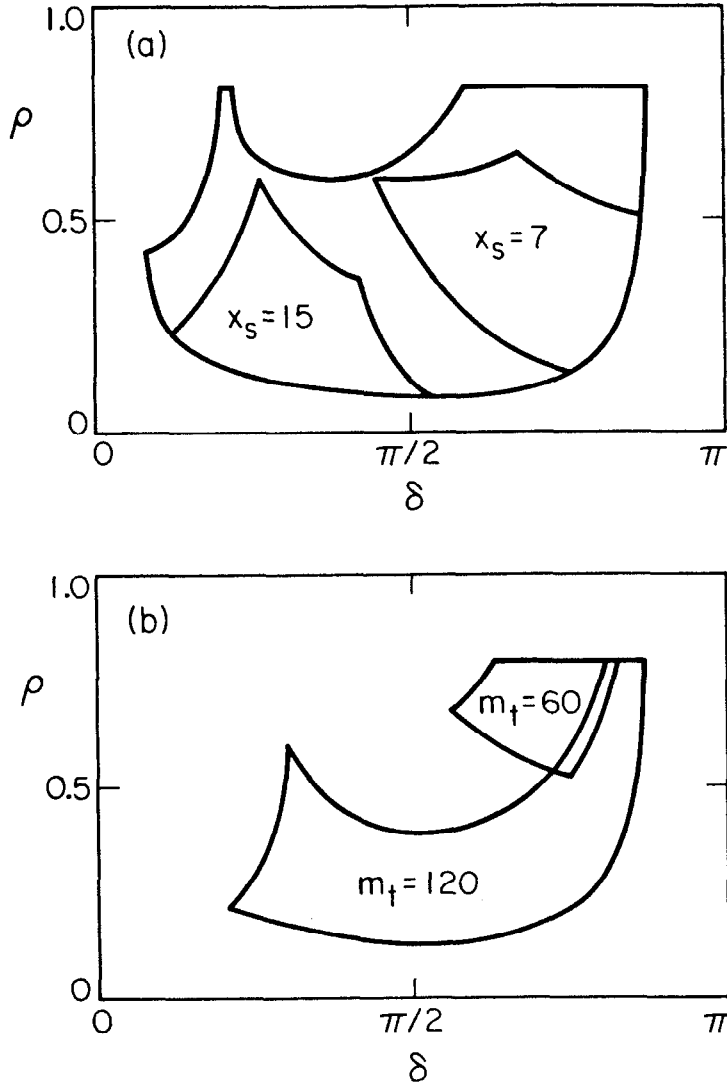 1.0
(a)
ρ
0.5
x_s = 7
x_s = 15
0
0 π/2 π
δ
1.0
(b)
ρ
m_t = 60
0.5
m_t = 120
0
0 π/2 π
δ